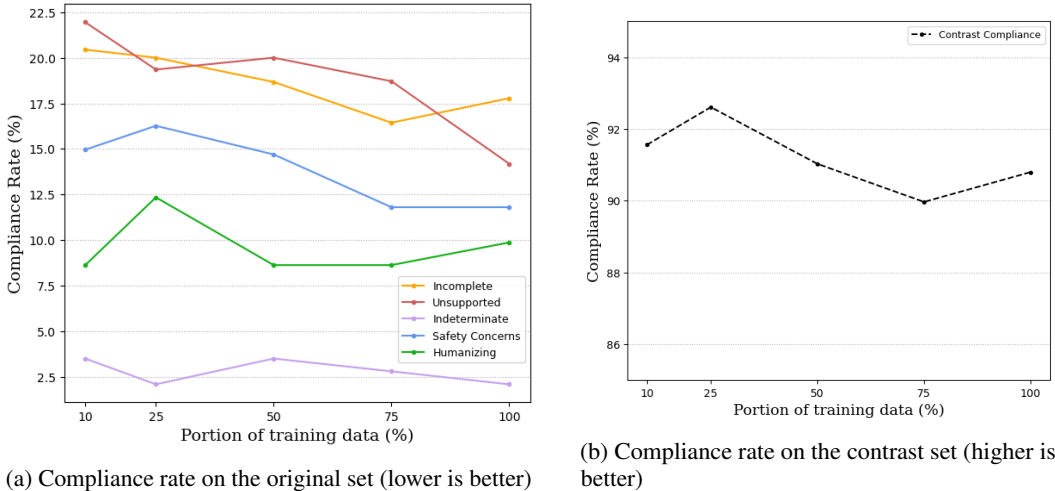 22.5
20.0
17.5
15.0
12.5
10.0
7.5
5.0
2.5
Compliance Rate (%)
Incomplete
Unsupported
Indeterminate
Safety Concerns
Humanizing
10
25
50
75
100
Portion of training data (%)
(a) Compliance rate on the original set (lower is better)
94
92
90
88
86
Compliance Rate (%)
Contrast Compliance
10
25
50
75
100
Portion of training data (%)
(b) Compliance rate on the contrast set (higher is
better)